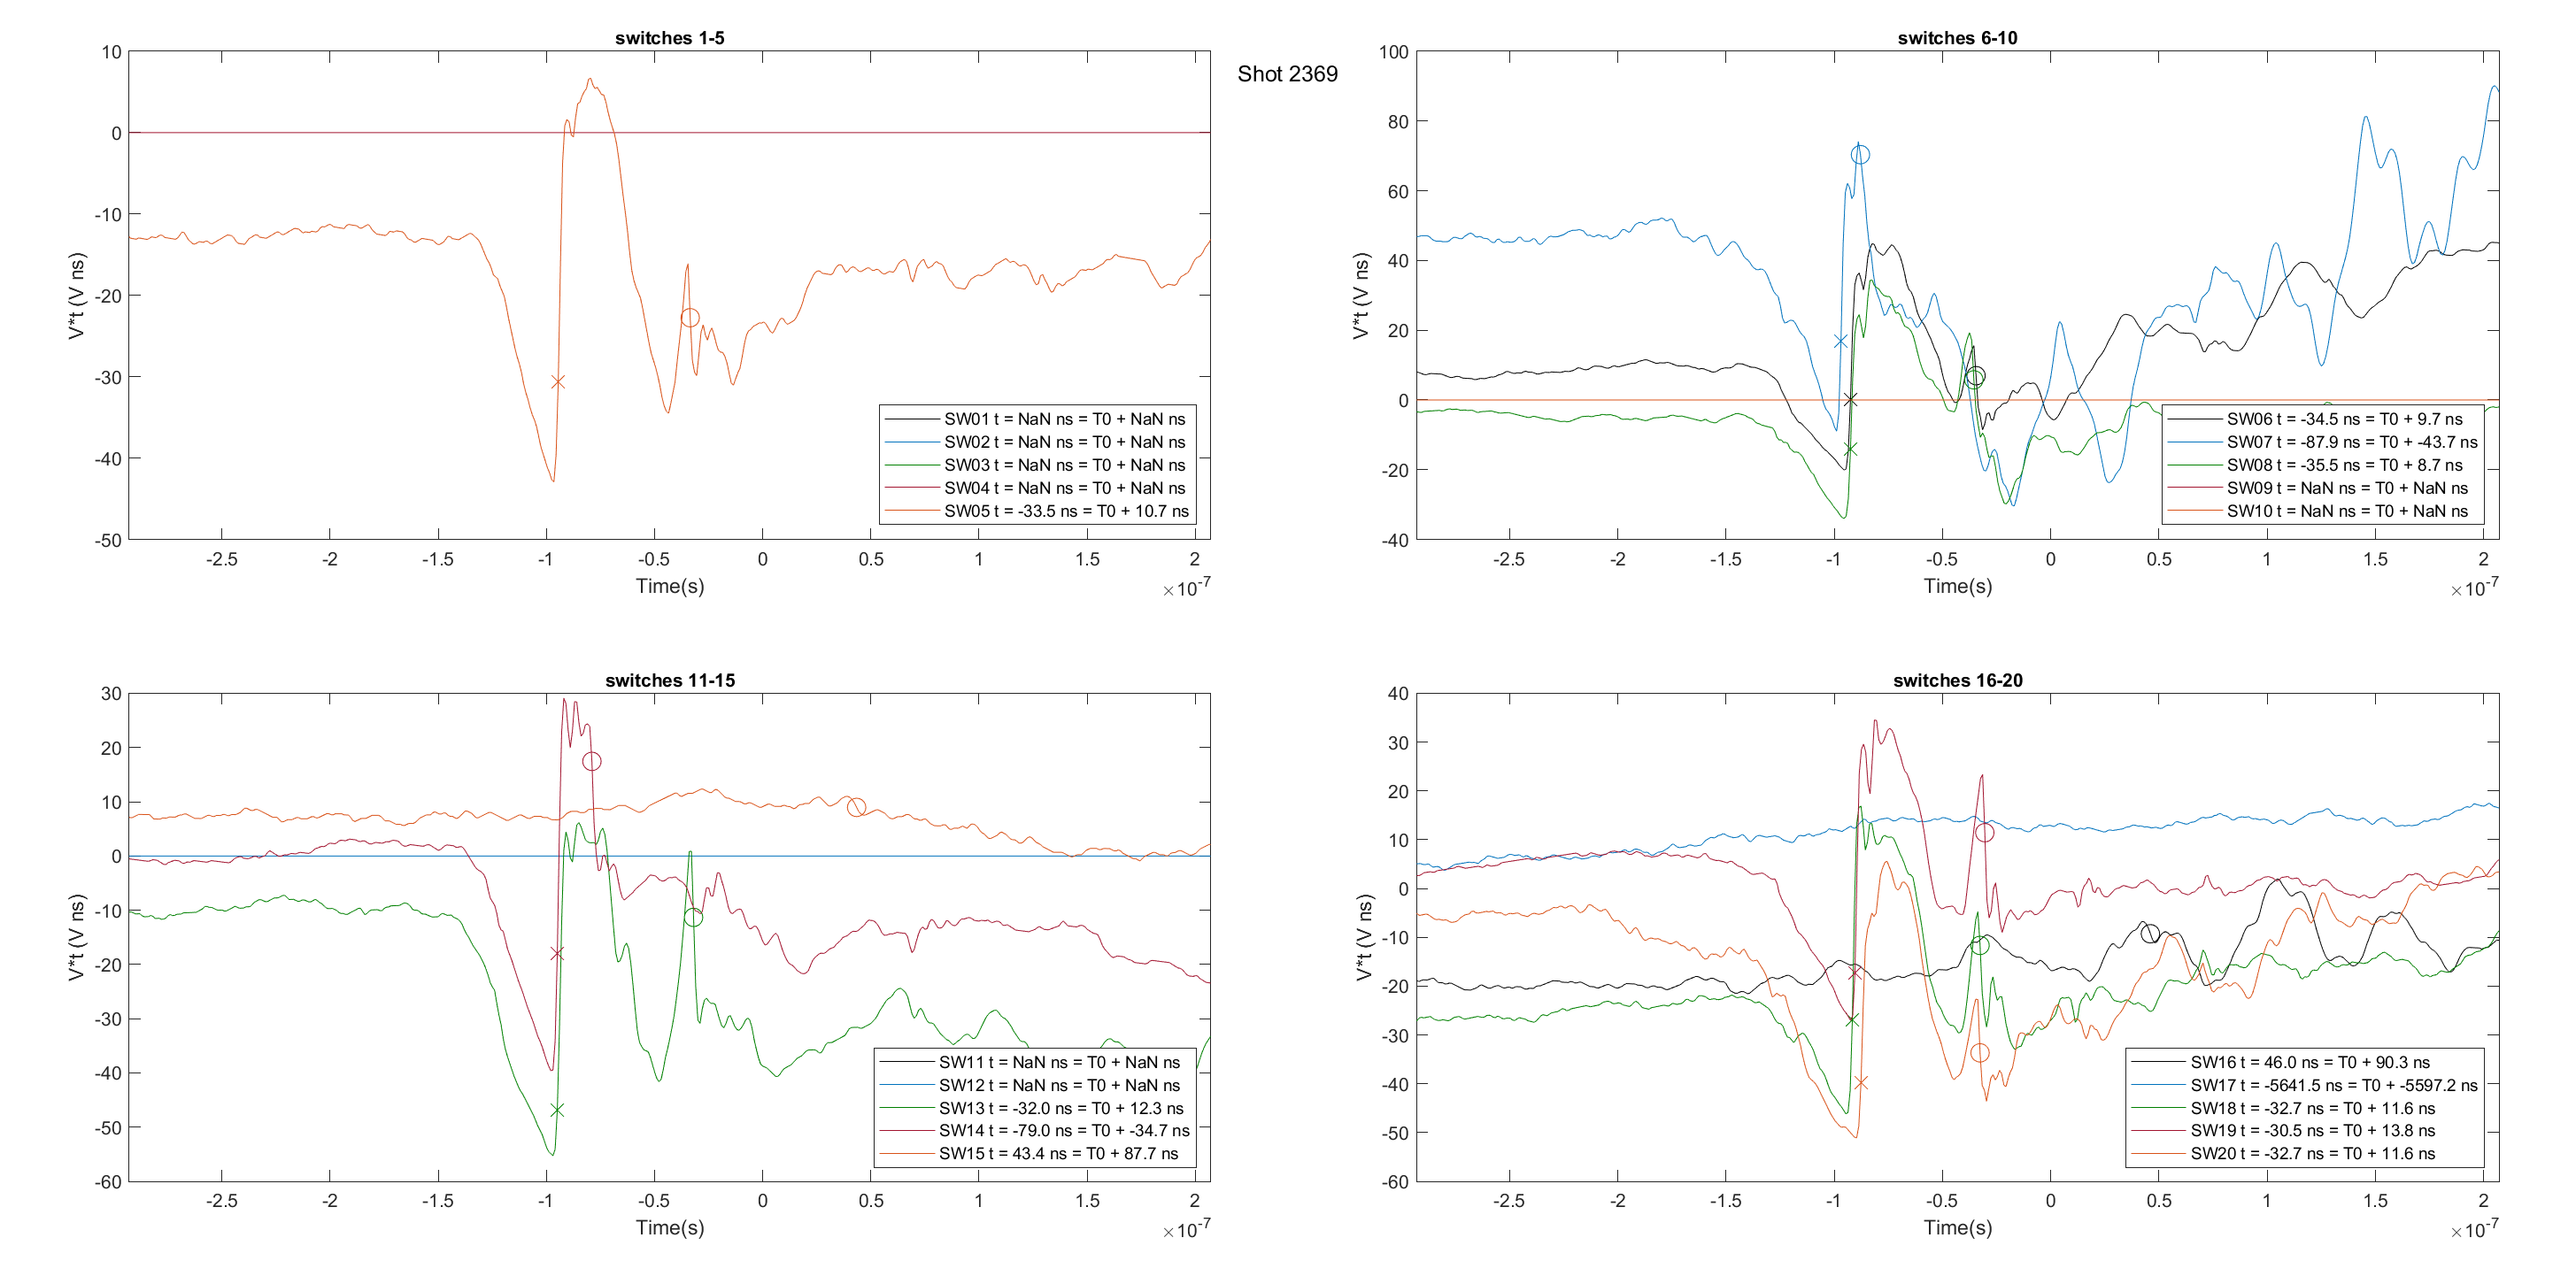 Shot 2369
switches 1-5
10
0
-10
-20
-30
-40
-50
V*t (V ns)
-2.5 -2 -1.5 -1 -0.5 0 0.5 1 1.5 2
Time(s)
×10-7
SW01 t = NaN ns = T0 + NaN ns
SW02 t = NaN ns = T0 + NaN ns
SW03 t = NaN ns = T0 + NaN ns
SW04 t = NaN ns = T0 + NaN ns
SW05 t = -33.5 ns = T0 + 10.7 ns
switches 6-10
100
80
60
40
20
0
-20
-40
V*t (V ns)
-2.5 -2 -1.5 -1 -0.5 0 0.5 1 1.5 2
Time(s)
×10-7
SW06 t = -34.5 ns = T0 + 9.7 ns
SW07 t = -87.9 ns = T0 + -43.7 ns
SW08 t = -35.5 ns = T0 + 8.7 ns
SW09 t = NaN ns = T0 + NaN ns
SW10 t = NaN ns = T0 + NaN ns
switches 11-15
30
20
10
0
-10
-20
-30
-40
-50
-60
V*t (V ns)
-2.5 -2 -1.5 -1 -0.5 0 0.5 1 1.5 2
Time(s)
×10-7
SW11 t = NaN ns = T0 + NaN ns
SW12 t = NaN ns = T0 + NaN ns
SW13 t = -32.0 ns = T0 + 12.3 ns
SW14 t = -79.0 ns = T0 + -34.7 ns
SW15 t = 43.4 ns = T0 + 87.7 ns
switches 16-20
40
30
20
10
0
-10
-20
-30
-40
-50
-60
V*t (V ns)
-2.5 -2 -1.5 -1 -0.5 0 0.5 1 1.5 2
Time(s)
×10-7
SW16 t = 46.0 ns = T0 + 90.3 ns
SW17 t = -5641.5 ns = T0 + -5597.2 ns
SW18 t = -32.7 ns = T0 + 11.6 ns
SW19 t = -30.5 ns = T0 + 13.8 ns
SW20 t = -32.7 ns = T0 + 11.6 ns